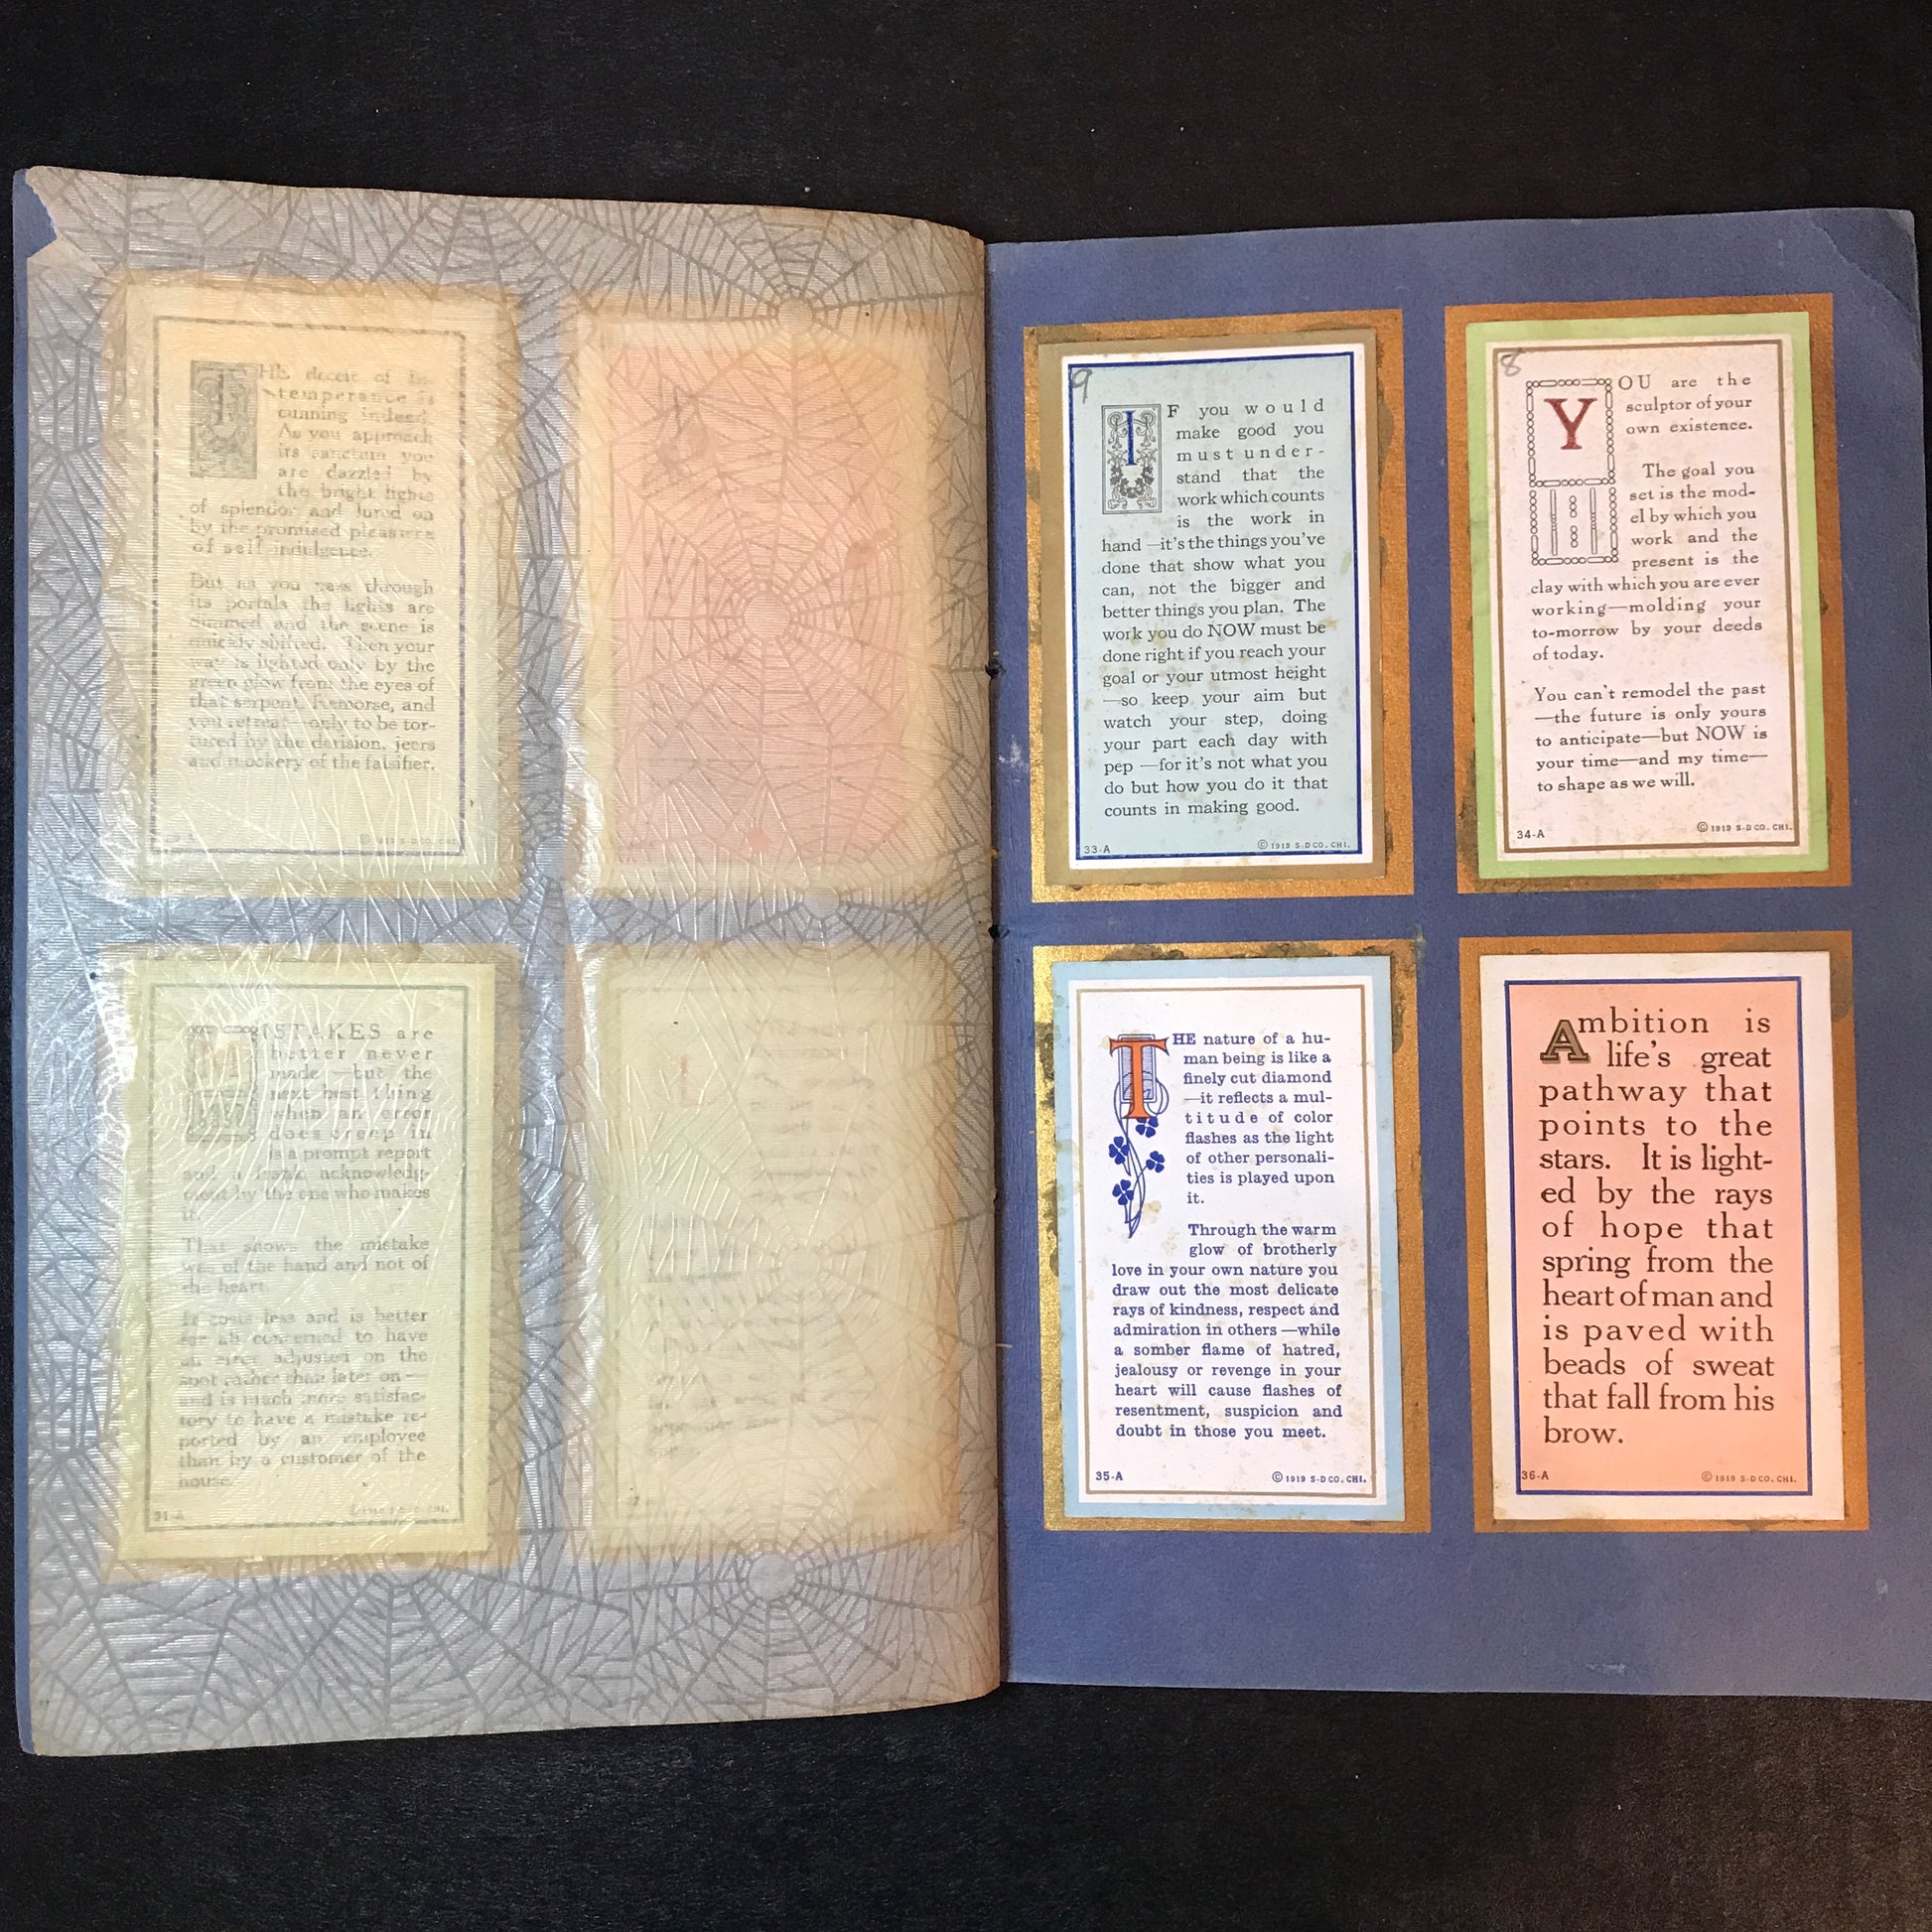 THE deceit of in-
temperance is
cunning indeed.
As you approach
its sanctum you
are dazzled by
the bright lights
of splendor and lured on
by the promised pleasure
of self-indulgence.
But as you pass through
its portals the lights are
dimmed and the scene is
quickly shifted. Then your
way is lighted only by the
green glow from the eyes of
that serpent, Remorse, and
you retreat—only to be tor-
tured by the derision, jeers
and mockery of the falsifier.
MISTAKES are
better never
made—but the
next best thing
when an error
does creep in
is a prompt report
and a frank acknowledg-
ment by the one who makes
it.
That shows the mistake
was of the hand and not of
the heart.
It costs less and is better
for all concerned to have
an error adjusted on the
spot rather than later on—
and is much more satisfac-
tory to have a mistake re-
ported by an employee
than by a customer of the
house.
31-A
9
IF you would
make good you
must under-
stand that the
work which counts
is the work in
hand—it's the things you've
done that show what you
can, not the bigger and
better things you plan. The
work you do NOW must be
done right if you reach your
goal or your utmost height
—so keep your aim but
watch your step, doing
your part each day with
pep—for it's not what you
do but how you do it that
counts in making good.
33-A © 1919 S-D CO. CHI.
8
YOU are the
sculptor of your
own existence.
The goal you
set is the mod-
el by which you
work and the
present is the
clay with which you are ever
working—molding your
to-morrow by your deeds
of today.
You can't remodel the past
—the future is only yours
to anticipate—but NOW is
your time—and my time—
to shape as we will.
34-A © 1919 S-D CO. CHI.
THE nature of a hu-
man being is like a
finely cut diamond
—it reflects a mul-
titude of color
flashes as the light
of other personali-
ties is played upon
it.
Through the warm
glow of brotherly
love in your own nature you
draw out the most delicate
rays of kindness, respect and
admiration in others—while
a somber flame of hatred,
jealousy or revenge in your
heart will cause flashes of
resentment, suspicion and
doubt in those you meet.
35-A © 1919 S-D CO. CHI.
Ambition is
life's great
pathway that
points to the
stars. It is light-
ed by the rays
of hope that
spring from the
heart of man and
is paved with
beads of sweat
that fall from his
brow.
36-A © 1919 S-D CO. CHI.